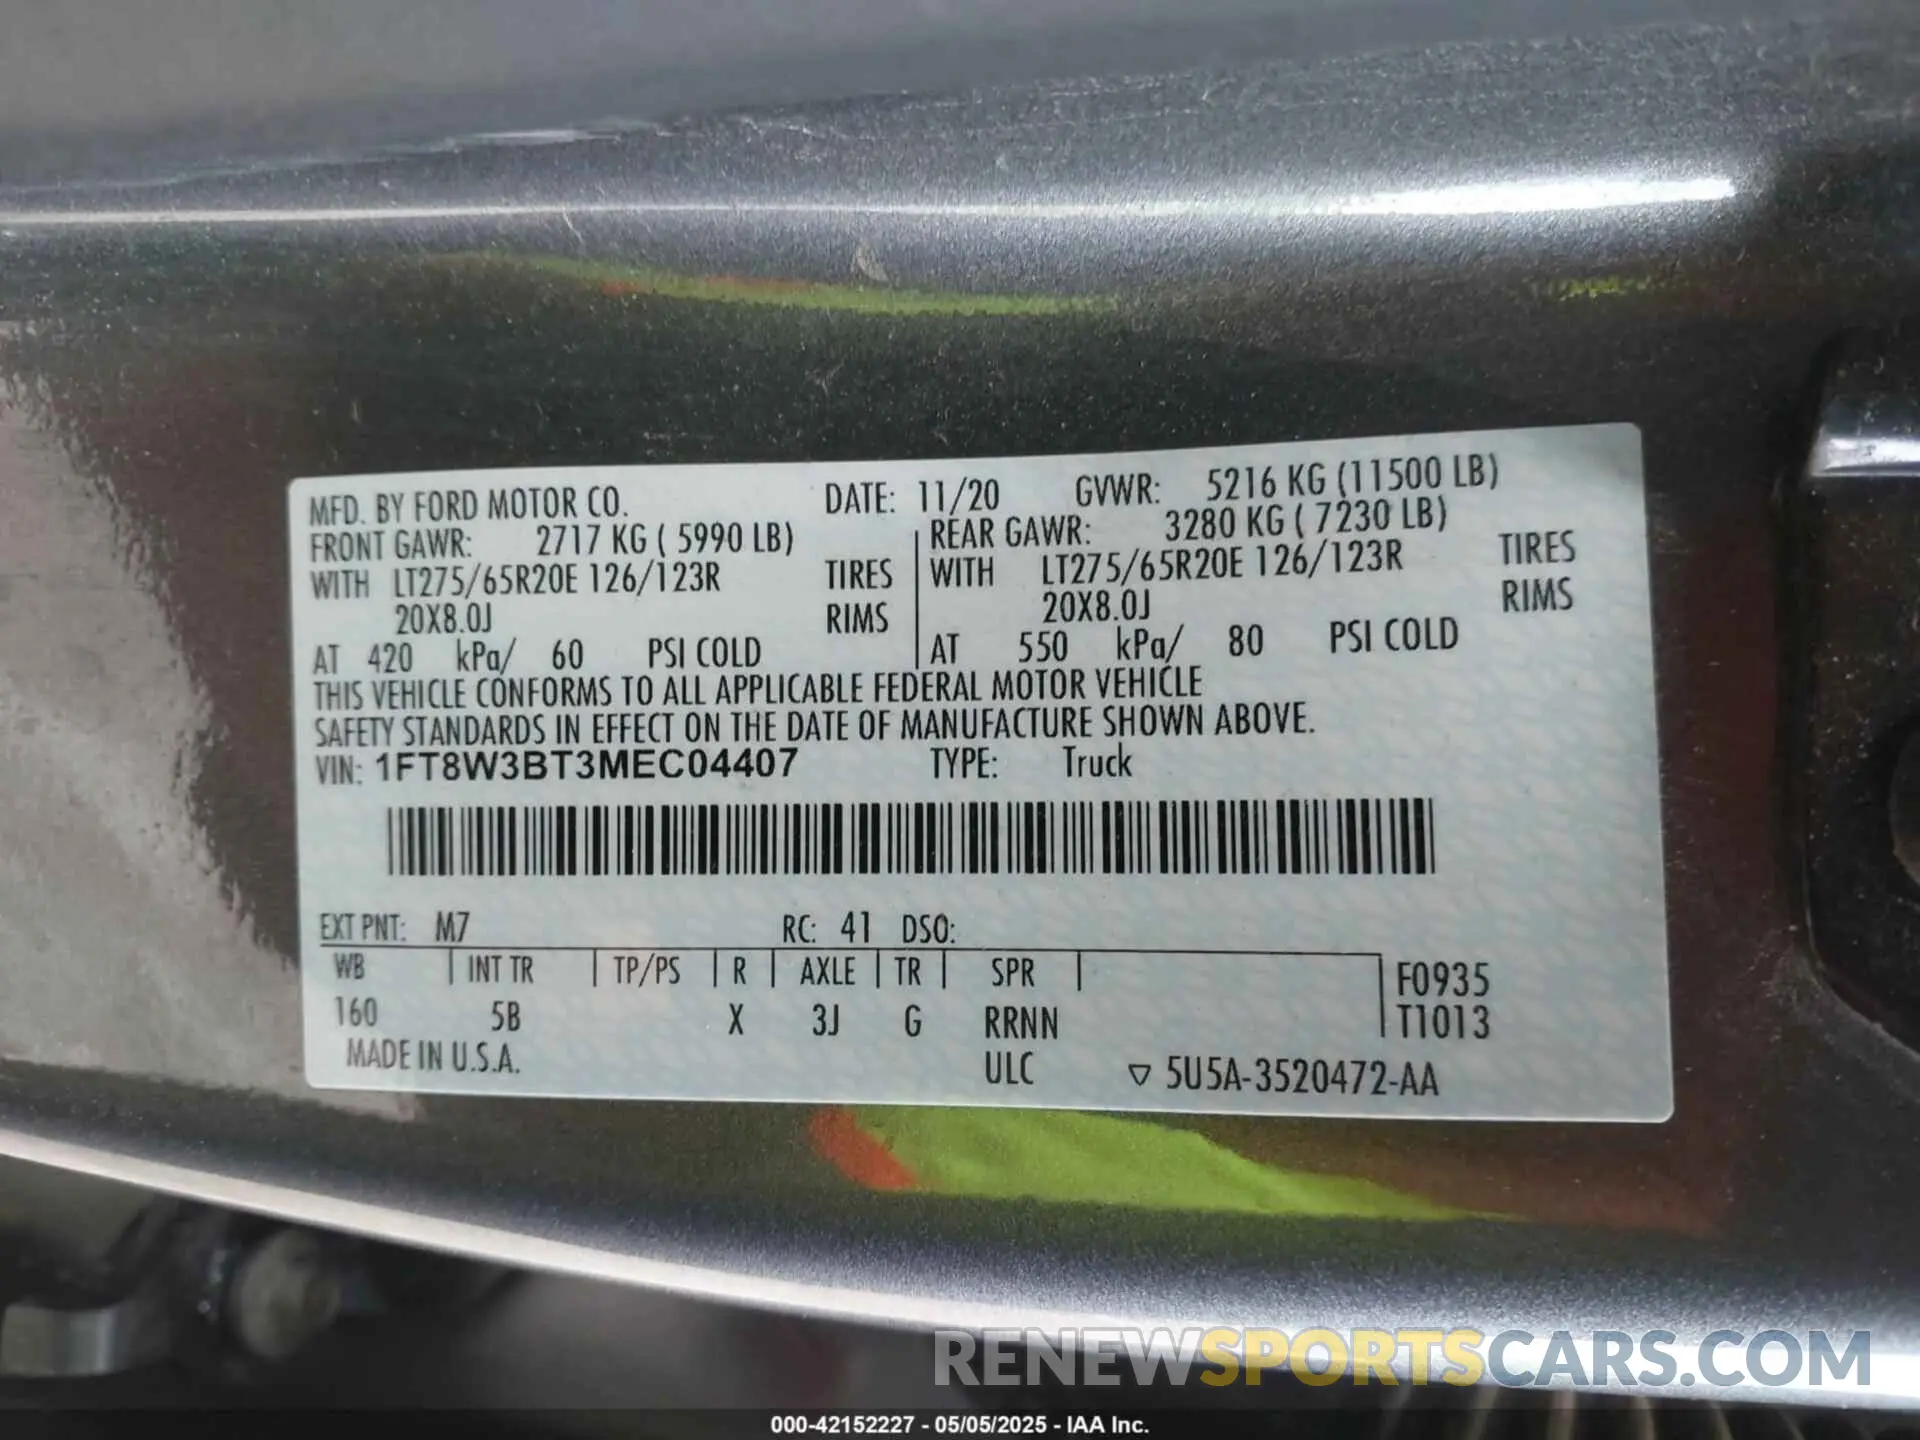 MFD. BY FORD MOTOR CO. DATE: 11/20 GVWR: 5216 KG (11500 LB)
FRONT GAWR: 2717 KG ( 5990 LB) REAR GAWR: 3280 KG ( 7230 LB)
WITH LT275/65R20E 126/123R TIRES WITH LT275/65R20E 126/123R TIRES
20X8.0J RIMS 20X8.0J RIMS
AT 420 kPa/ 60 PSI COLD AT 550 kPa/ 80 PSI COLD
THIS VEHICLE CONFORMS TO ALL APPLICABLE FEDERAL MOTOR VEHICLE
SAFETY STANDARDS IN EFFECT ON THE DATE OF MANUFACTURE SHOWN ABOVE.
VIN: 1FT8W3BT3MEC04407 TYPE: Truck
EXT PNT: M7 RC: 41 DSO:
WB INT TR TP/PS R AXLE TR SPR F0935
160 5B X 3J G RRNN T1013
MADE IN U.S.A. ULC ▽ 5U5A-3520472-AA
RENEWSPORTSCARS.COM
000-42152227 - 05/05/2025 - IAA Inc.